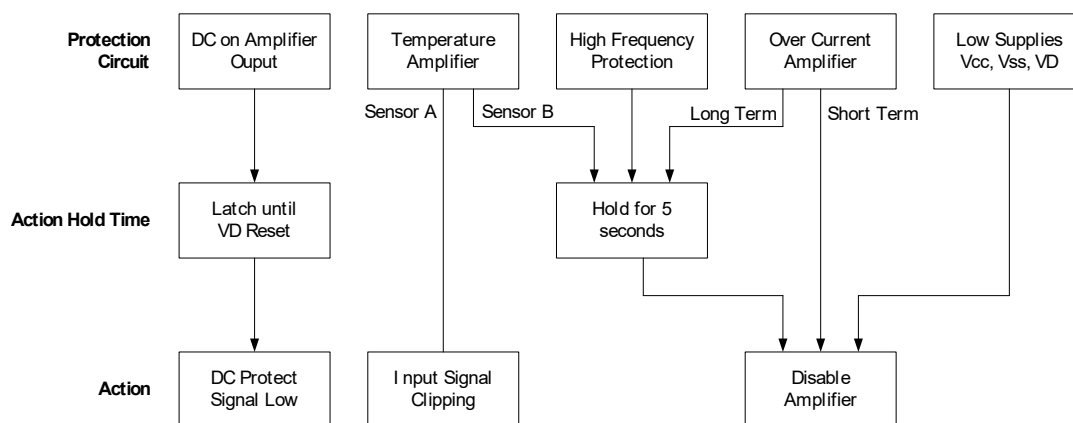 Protection
Circuit
DC on Amplifier
Ouput
Temperature
Amplifier
High Frequency
Protection
Over Current
Amplifier
Low Supplies
Vcc, Vss, VD
Sensor A
Sensor B
Long Term
Short Term
Action Hold Time
Latch until
VD Reset
Hold for 5
seconds
Action
DC Protect
Signal Low
Input Signal
Clipping
Disable
Amplifier